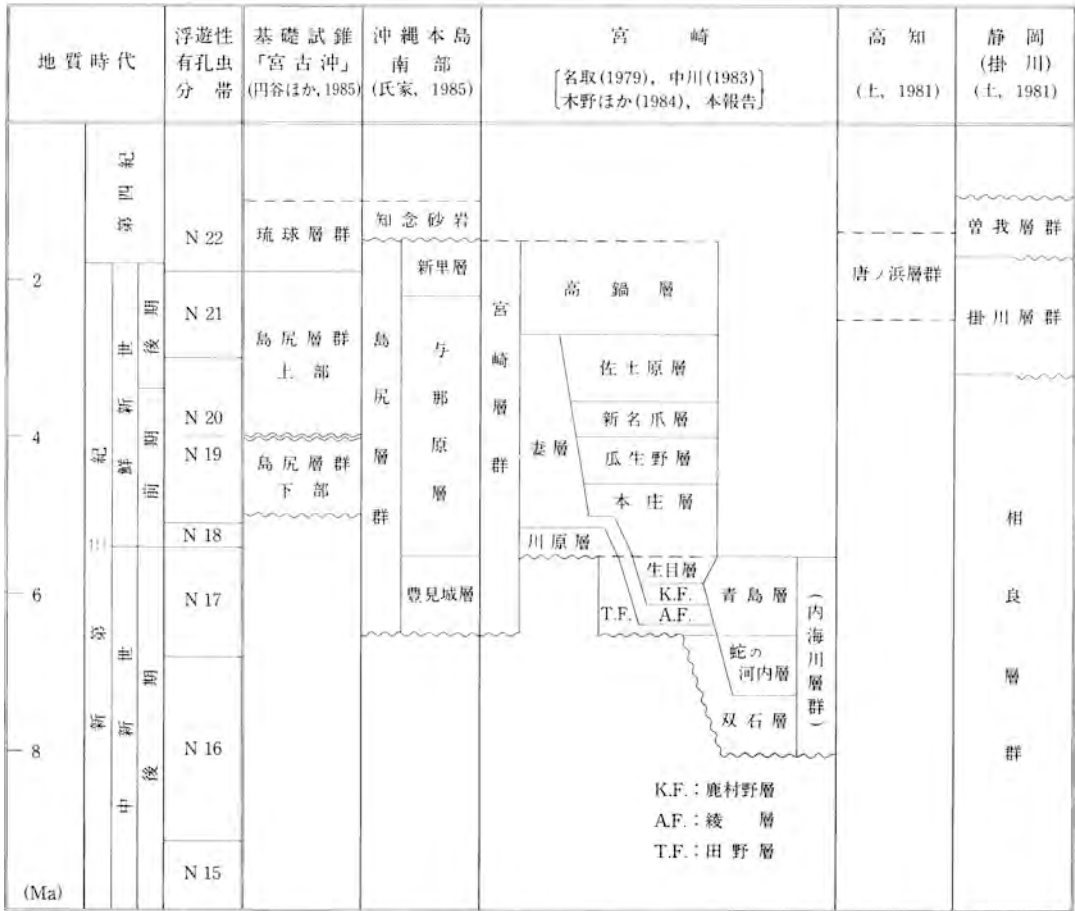 地質時代
浮遊性
有孔虫
分帯
基礎試錐
「宮古沖」
(円谷ほか,1985)
沖縄本島
南部
(氏家,1985)
宮崎
[名取(1979),中川(1983)
木野ほか(1984),本報告]
高知
(土,1981)
静岡
(掛川)
(土,1981)
第四紀
新第三紀
鮮新世
中新世
後期
前期
後期
2
4
6
8
(Ma)
N 22
N 21
N 20
N 19
N 18
N 17
N 16
N 15
琉球層群
島尻層群
上部
島尻層群
下部
知念砂岩
島尻層群
新里層
与那原層
豊見城層
宮崎層群
高鍋層
妻層
佐土原層
新名爪層
瓜生野層
本庄層
川原層
生目層
K.F.
A.F.
T.F.
青島層
蛇の
河内層
双石層
(内海川層群)
K.F.:鹿村野層
A.F.:綾層
T.F.:田野層
唐ノ浜層群
曽我層群
掛川層群
相良層群